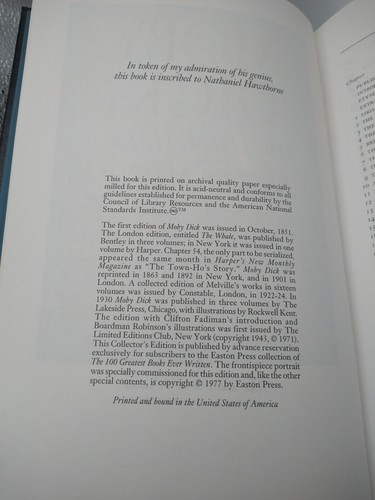 In token of my admiration of his genius,
this book is inscribed to Nathaniel Hawthorne
This book is printed on archival quality paper especially
milled for this edition. It is acid-neutral and conforms to all
guidelines established for permanence and durability by the
Council of Library Resources and the American National
Standards Institute.™
The first edition of Moby Dick was issued in October, 1851.
The London edition, entitled The Whale, was published by
Bentley in three volumes; in New York it was issued in one
volume by Harper. Chapter 54, the only part to be serialized,
appeared the same month in Harper's New Monthly
Magazine as "The Town-Ho's Story." Moby Dick was
reprinted in 1863 and 1892 in New York, and in 1901 in
London. A collected edition of Melville's works in sixteen
volumes was issued by Constable, London, in 1922-24. In
1930 Moby Dick was published in three volumes by The
Lakeside Press, Chicago, with illustrations by Rockwell Kent.
The edition with Clifton Fadiman's introduction and
Boardman Robinson's illustrations was first issued by The
Limited Editions Club, New York (copyright 1943, © 1971).
This Collector's Edition is published by advance reservation
exclusively for subscribers to the Easton Press collection of
The 100 Greatest Books Ever Written. The frontispiece portrait
was specially commissioned for this edition and, like the other
special contents, is copyright © 1977 by Easton Press.
Printed and bound in the United States of America
Chapter